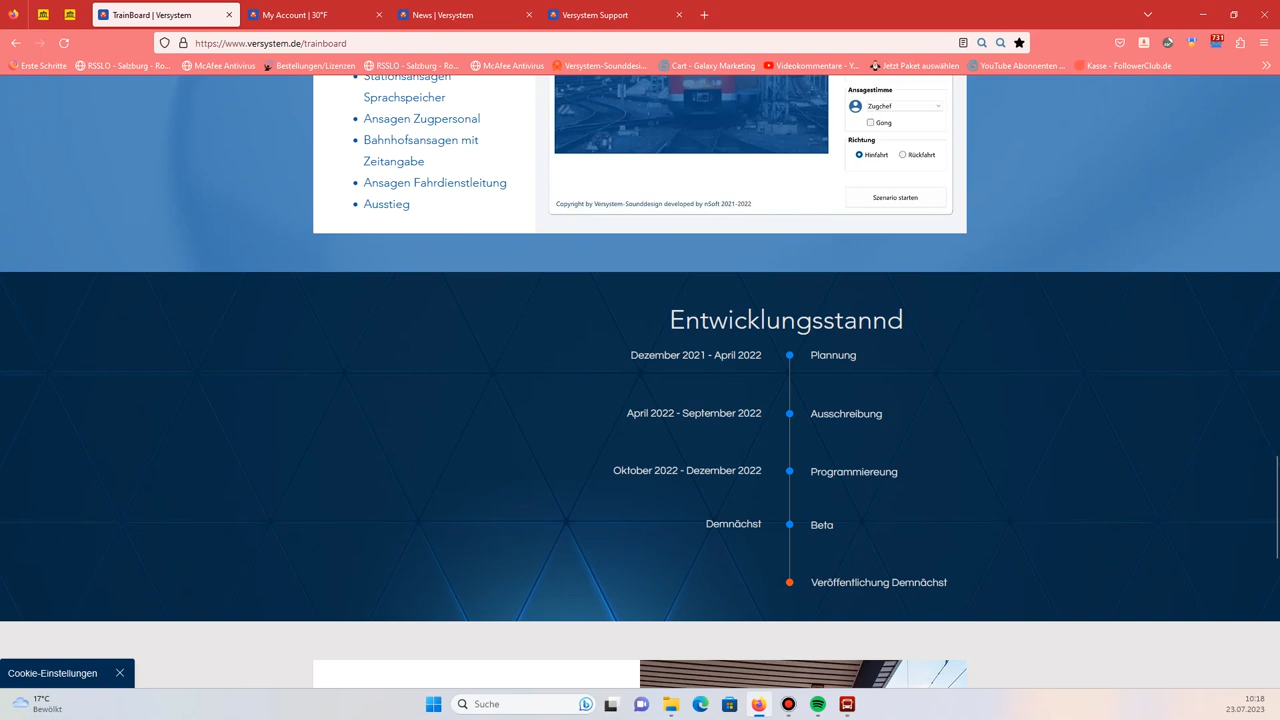 TrainBoard | Versystem
My Account | 30°F
News | Versystem
Versystem Support
https://www.versystem.de/trainboard
731
Erste Schritte
RSSLO - Salzburg - Ro...
McAfee Antivirus
Bestellungen/Lizenzen
RSSLO - Salzburg - Ro...
McAfee Antivirus
Versystem-Sounddesi...
Cart - Galaxy Marketing
Videokommentare - Y...
Jetzt Paket auswählen
YouTube Abonnenten ...
Kasse - FollowerClub.de
Stationsansagen
Sprachspeicher
Ansagen Zugpersonal
Bahnhofsansagen mit
Zeitangabe
Ansagen Fahrdienstleitung
Ausstieg
Ansagestimme
Zugchef
Gong
Richtung
Hinfahrt
Rückfahrt
Szenario starten
Copyright by Versystem-Sounddesign developed by nSoft 2021-2022
Entwicklungsstannd
Dezember 2021 - April 2022
Plannung
April 2022 - September 2022
Ausschreibung
Oktober 2022 - Dezember 2022
Programmiereung
Demnächst
Beta
Veröffentlichung Demnächst
Cookie-Einstellungen
17°C
Bewölkt
Suche
10:18
23.07.2023